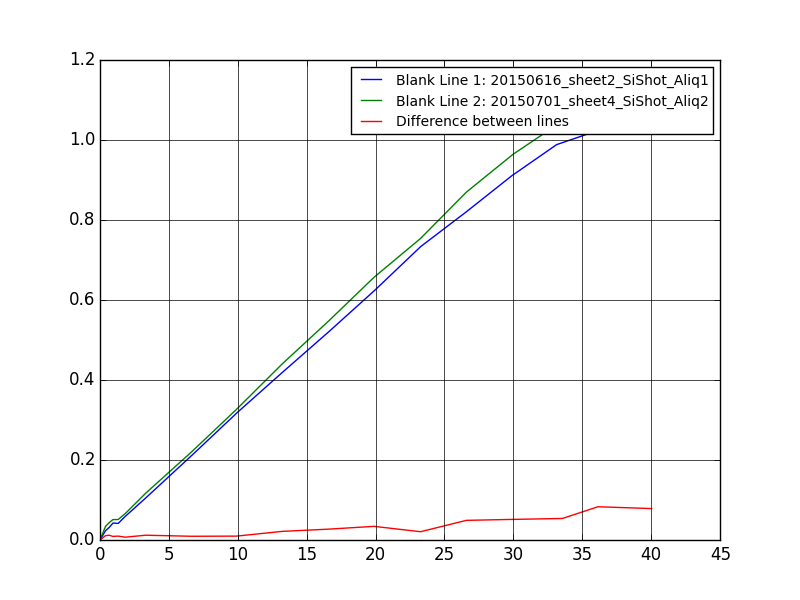 1.2
1.0
0.8
0.6
0.4
0.2
0.0
Blank Line 1: 20150616_sheet2_SiShot_Aliq1
Blank Line 2: 20150701_sheet4_SiShot_Aliq2
Difference between lines
0 5 10 15 20 25 30 35 40 45